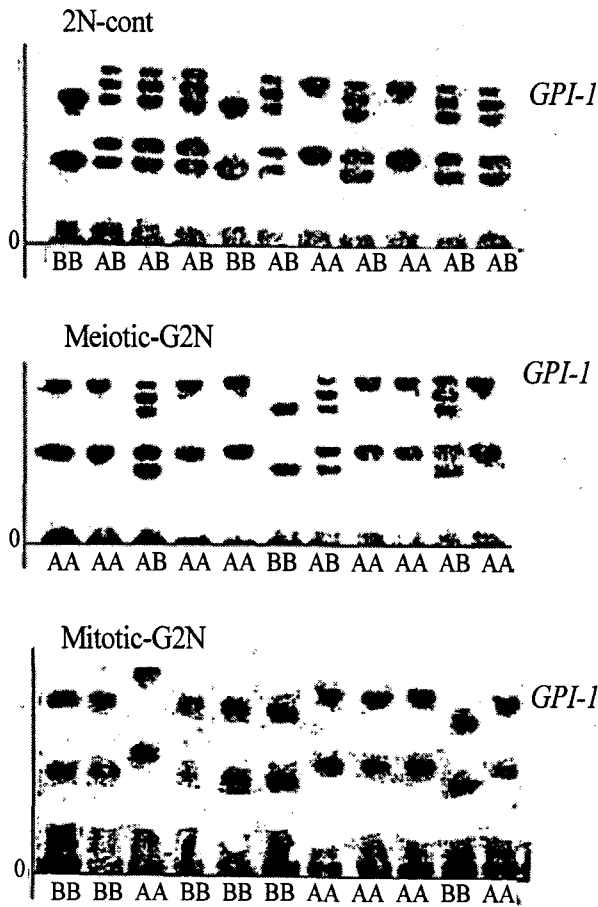 2N-cont
GPI-1
0
BB AB AB AB BB AB AA AB AA AB AB
Meiotic-G2N
GPI-1
0
AA AA AB AA AA BB AB AA AA AB AA
Mitotic-G2N
GPI-1
0
BB BB AA BB BB BB AA AA AA BB AA